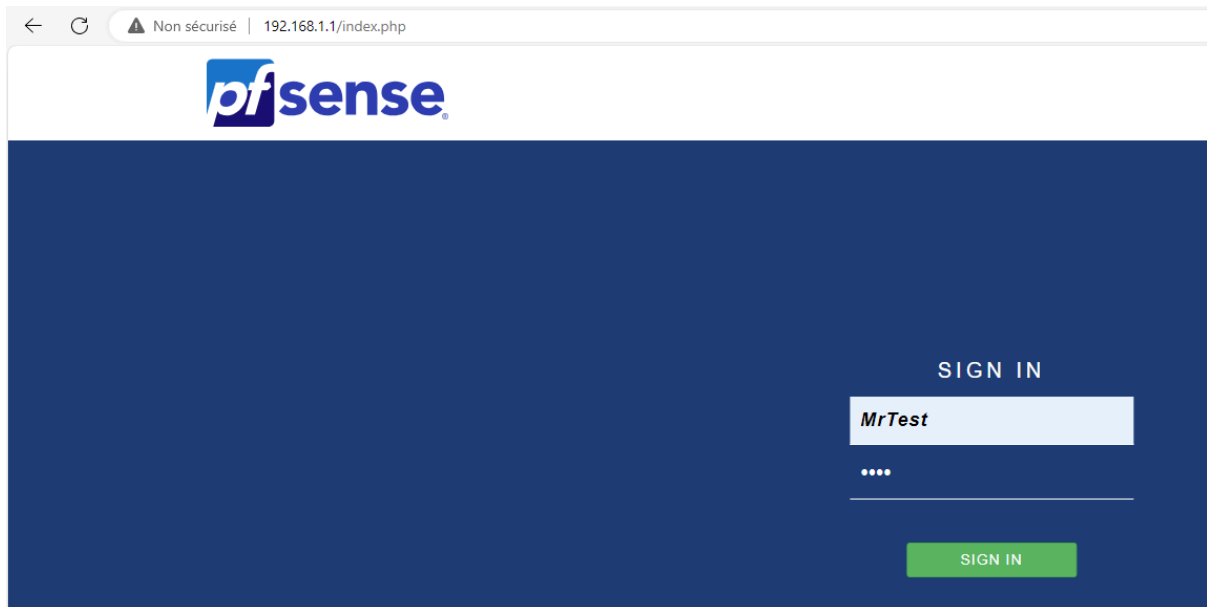 Non sécurisé | 192.168.1.1/index.php
pfsense®
SIGN IN
MrTest
••••
SIGN IN